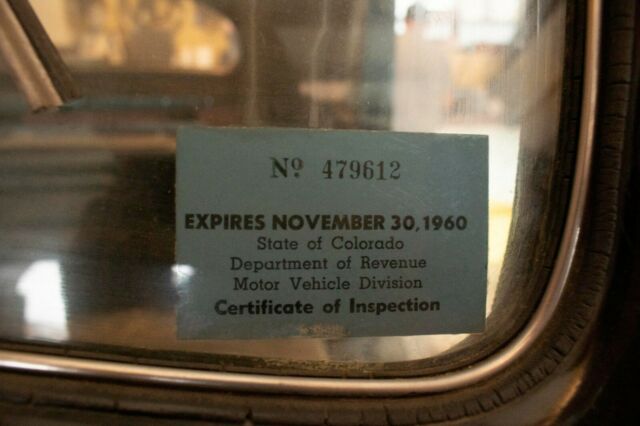 Nº 479612
EXPIRES NOVEMBER 30, 1960
State of Colorado
Department of Revenue
Motor Vehicle Division
Certificate of Inspection